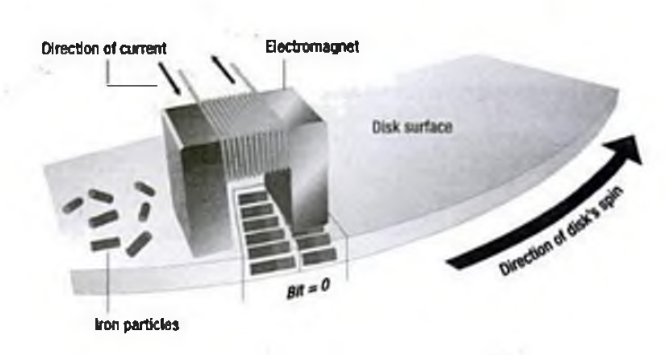 Direction of current
Electromagnet
Disk surface
Direction of disk's spin
Bit = 0
Iron particles